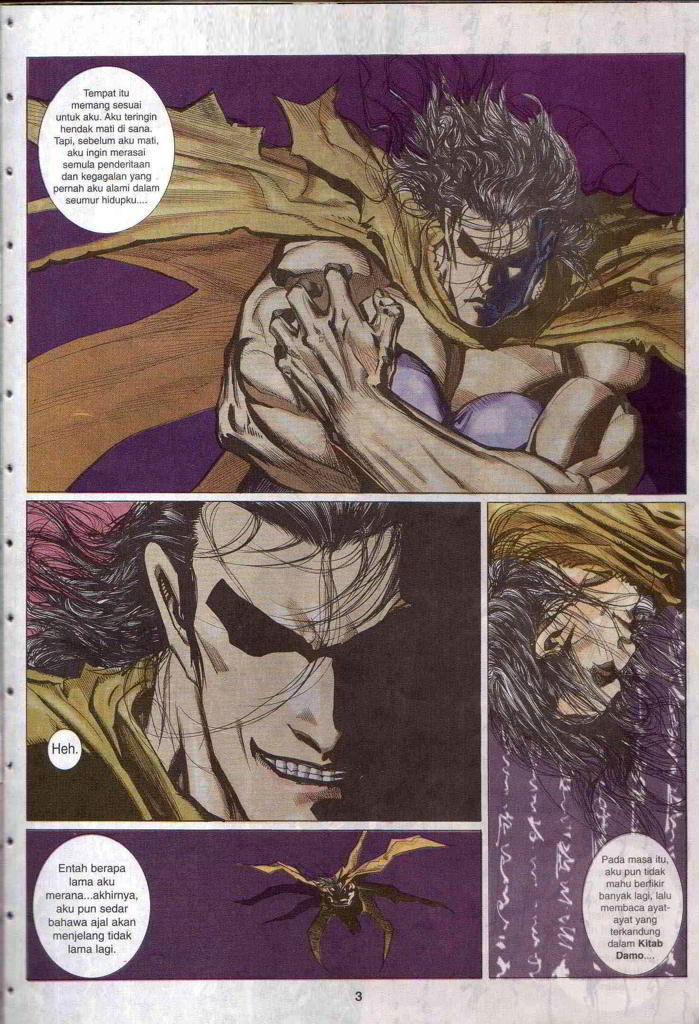 Tempat itu
memang sesuai
untuk aku. Aku teringin
hendak mati di sana.
Tapi, sebelum aku mati,
aku ingin merasai
semula penderitaan
dan kegagalan yang
pernah aku alami dalam
seumur hidupku....
Heh.
Entah berapa
lama aku
merana...akhirnya,
aku pun sedar
bahawa ajal akan
menjelang tidak
lama lagi.
Pada masa itu,
aku pun tidak
mahu berfikir
banyak lagi, lalu
membaca ayat-
ayat yang
terkandung
dalam Kitab
Damo....
3